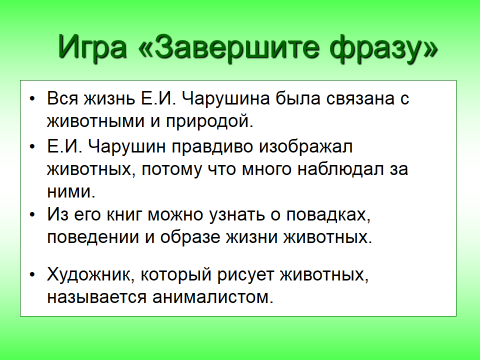 Игра «Завершите фразу»
• Вся жизнь Е.И. Чарушина была связана с
животными и природой.
• Е.И. Чарушин правдиво изображал
животных, потому что много наблюдал за
ними.
• Из его книг можно узнать о повадках,
поведении и образе жизни животных.
• Художник, который рисует животных,
называется анималистом.